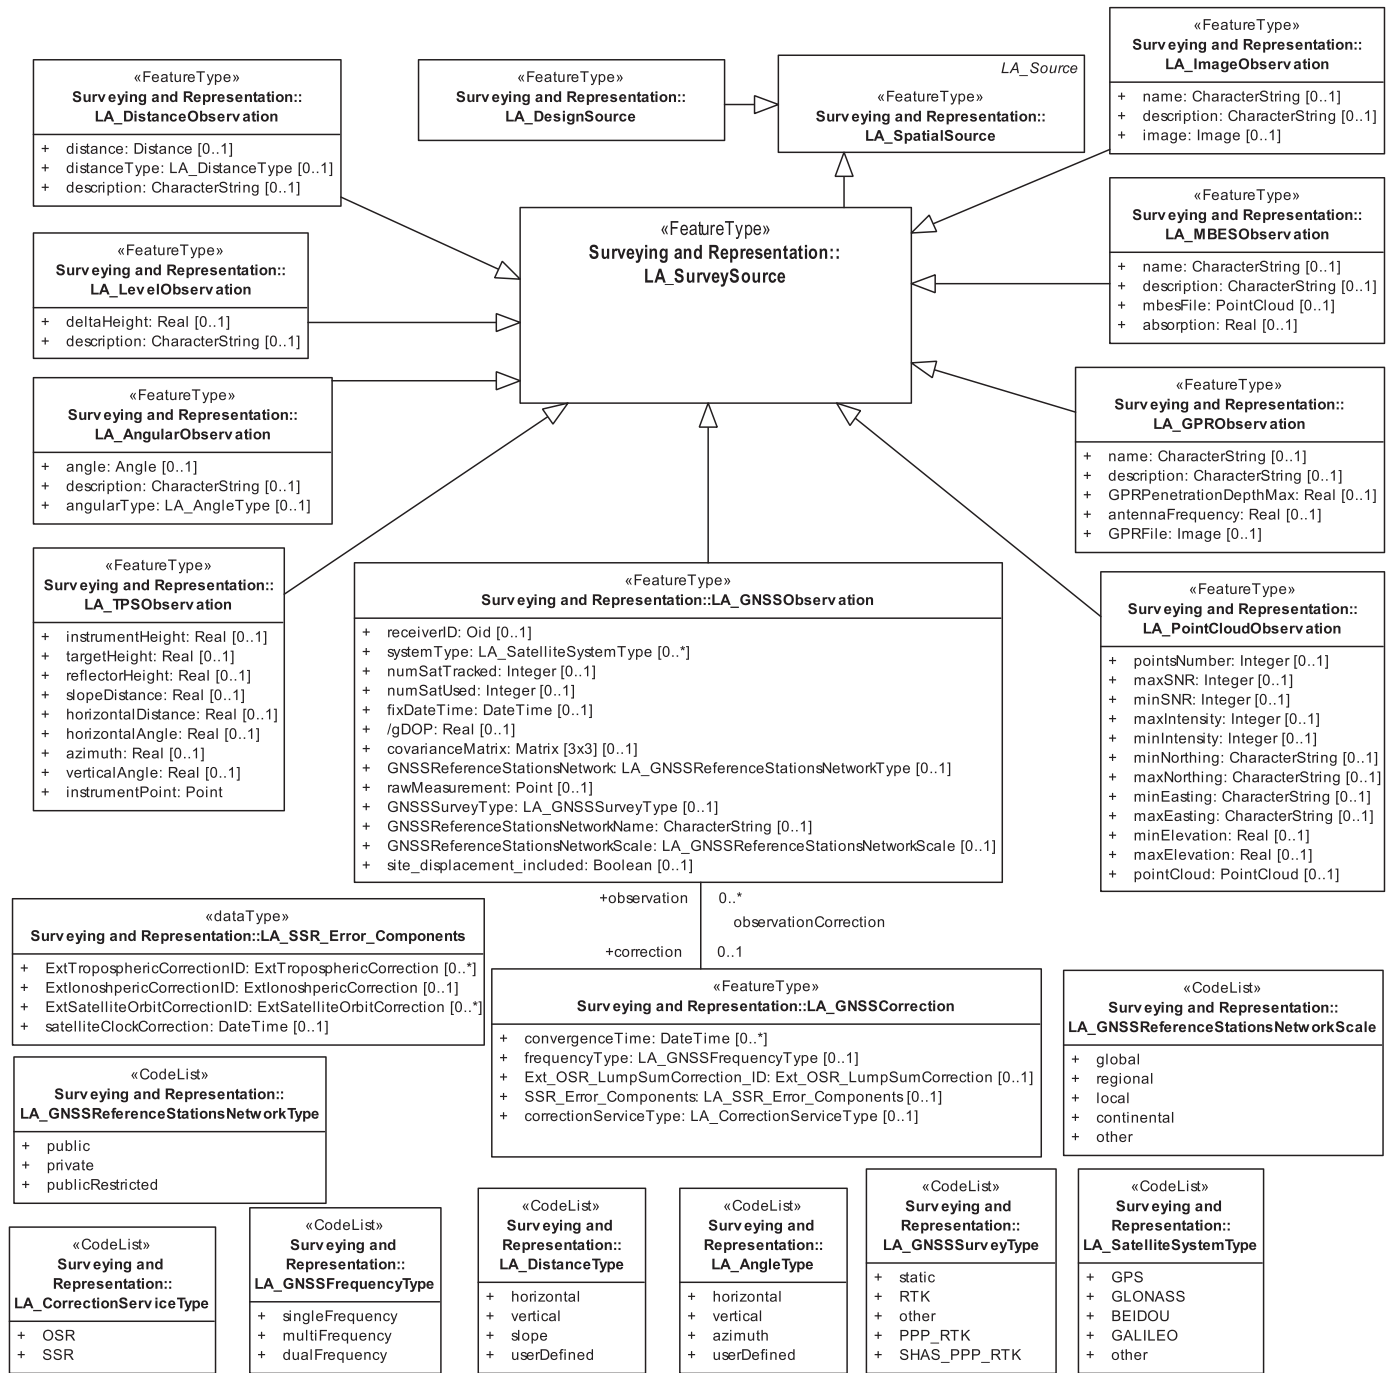 «FeatureType»
Surveying and Representation::
LA_DistanceObservation
+ distance: Distance [0..1]
+ distanceType: LA_DistanceType [0..1]
+ description: CharacterString [0..1]
«FeatureType»
Surveying and Representation::
LA_DesignSource
LA_Source
«FeatureType»
Surveying and Representation::
LA_SpatialSource
«FeatureType»
Surveying and Representation::
LA_ImageObservation
+ name: CharacterString [0..1]
+ description: CharacterString [0..1]
+ image: Image [0..1]
«FeatureType»
Surveying and Representation::
LA_SurveySource
«FeatureType»
Surveying and Representation::
LA_MBESObservation
+ name: CharacterString [0..1]
+ description: CharacterString [0..1]
+ mbesFile: PointCloud [0..1]
+ absorption: Real [0..1]
«FeatureType»
Surveying and Representation::
LA_LevelObservation
+ deltaHeight: Real [0..1]
+ description: CharacterString [0..1]
«FeatureType»
Surveying and Representation::
LA_AngularObservation
+ angle: Angle [0..1]
+ description: CharacterString [0..1]
+ angularType: LA_AngleType [0..1]
«FeatureType»
Surveying and Representation::
LA_GPRObservation
+ name: CharacterString [0..1]
+ description: CharacterString [0..1]
+ GPRPenetrationDepthMax: Real [0..1]
+ antennaFrequency: Real [0..1]
+ GPRFile: Image [0..1]
«FeatureType»
Surveying and Representation::
LA_TPSObservation
+ instrumentHeight: Real [0..1]
+ targetHeight: Real [0..1]
+ reflectorHeight: Real [0..1]
+ slopeDistance: Real [0..1]
+ horizontalDistance: Real [0..1]
+ horizontalAngle: Real [0..1]
+ azimuth: Real [0..1]
+ verticalAngle: Real [0..1]
+ instrumentPoint: Point
«FeatureType»
Surveying and Representation::LA_GNSSObservation
+ receiverID: Oid [0..1]
+ systemType: LA_SatelliteSystemType [0..*]
+ numSatTracked: Integer [0..1]
+ numSatUsed: Integer [0..1]
+ fixDateTime: DateTime [0..1]
+ /gDOP: Real [0..1]
+ covarianceMatrix: Matrix [3x3] [0..1]
+ GNSSReferenceStationsNetwork: LA_GNSSReferenceStationsNetworkType [0..1]
+ rawMeasurement: Point [0..1]
+ GNSSSurveyType: LA_GNSSSurveyType [0..1]
+ GNSSReferenceStationsNetworkName: CharacterString [0..1]
+ GNSSReferenceStationsNetworkScale: LA_GNSSReferenceStationsNetworkScale [0..1]
+ site_displacement_included: Boolean [0..1]
«FeatureType»
Surveying and Representation::
LA_PointCloudObservation
+ pointsNumber: Integer [0..1]
+ maxSNR: Integer [0..1]
+ minSNR: Integer [0..1]
+ maxIntensity: Integer [0..1]
+ minIntensity: Integer [0..1]
+ minNorthing: CharacterString [0..1]
+ maxNorthing: CharacterString [0..1]
+ minEasting: CharacterString [0..1]
+ maxEasting: CharacterString [0..1]
+ minElevation: Real [0..1]
+ maxElevation: Real [0..1]
+ pointCloud: PointCloud [0..1]
+observation 0..*
observationCorrection
+correction 0..1
«dataType»
Surveying and Representation::LA_SSR_Error_Components
+ ExtTroposphericCorrectionID: ExtTroposphericCorrection [0..*]
+ ExtIonoshpericCorrectionID: ExtIonoshpericCorrection [0..1]
+ ExtSatelliteOrbitCorrectionID: ExtSatelliteOrbitCorrection [0..*]
+ satelliteClockCorrection: DateTime [0..1]
«FeatureType»
Surveying and Representation::LA_GNSSCorrection
+ convergenceTime: DateTime [0..*]
+ frequencyType: LA_GNSSFrequencyType [0..1]
+ Ext_OSR_LumpSumCorrection_ID: Ext_OSR_LumpSumCorrection [0..1]
+ SSR_Error_Components: LA_SSR_Error_Components [0..1]
+ correctionServiceType: LA_CorrectionServiceType [0..1]
«CodeList»
Surveying and Representation::
LA_GNSSReferenceStationsNetworkScale
+ global
+ regional
+ local
+ continental
+ other
«CodeList»
Surveying and Representation::
LA_GNSSReferenceStationsNetworkType
+ public
+ private
+ publicRestricted
«CodeList»
Surveying and
Representation::
LA_CorrectionServiceType
+ OSR
+ SSR
«CodeList»
Surveying and
Representation::
LA_GNSSFrequencyType
+ singleFrequency
+ multiFrequency
+ dualFrequency
«CodeList»
Surveying and
Representation::
LA_DistanceType
+ horizontal
+ vertical
+ slope
+ userDefined
«CodeList»
Surveying and
Representation::
LA_AngleType
+ horizontal
+ vertical
+ azimuth
+ userDefined
«CodeList»
Surveying and
Representation::
LA_GNSSSurveyType
+ static
+ RTK
+ other
+ PPP_RTK
+ SHAS_PPP_RTK
«CodeList»
Surveying and
Representation::
LA_SatelliteSystemType
+ GPS
+ GLONASS
+ BEIDOU
+ GALILEO
+ other